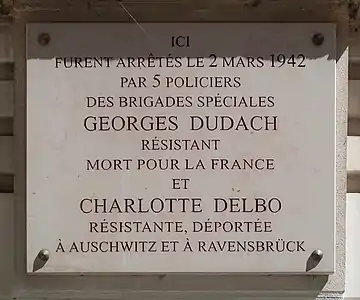 ICI
FURENT ARRÊTÉS LE 2 MARS 1942
PAR 5 POLICIERS
DES BRIGADES SPÉCIALES
GEORGES DUDACH
RÉSISTANT
MORT POUR LA FRANCE
ET
CHARLOTTE DELBO
RÉSISTANTE, DÉPORTÉE
À AUSCHWITZ ET À RAVENSBRÜCK